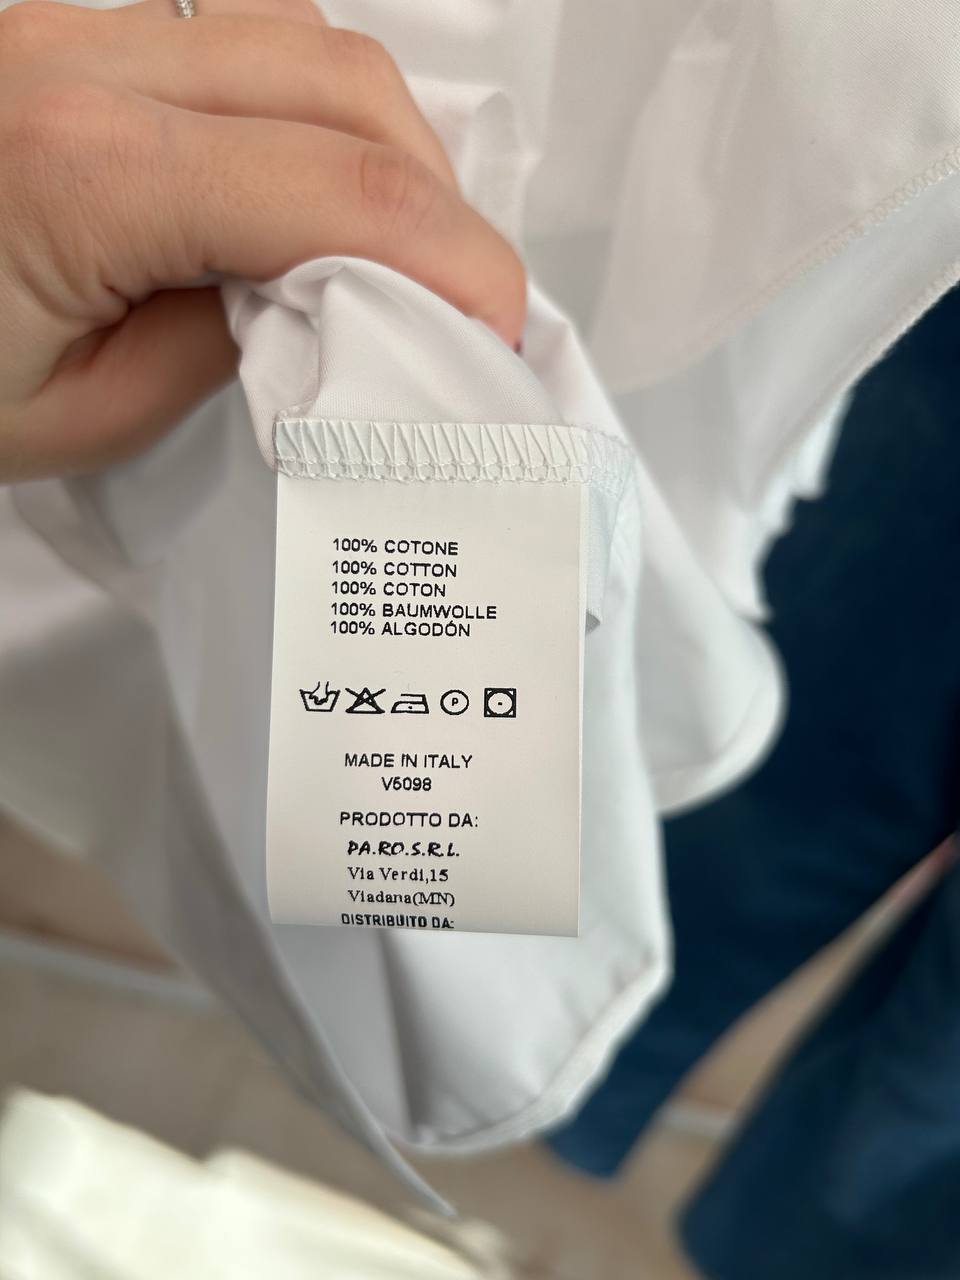 100% COTONE
100% COTTON
100% COTON
100% BAUMWOLLE
100% ALGODÓN
P
MADE IN ITALY
V5098
PRODOTTO DA:
PA.RO.S.R.L.
Via Verdi,15
Viadana(MN)
DISTRIBUITO DA: